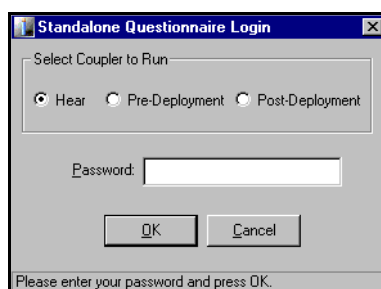 Standalone Questionnaire Login
Select Coupler to Run
Hear Pre-Deployment Post-Deployment
Password:
OK Cancel
Please enter your password and press OK.